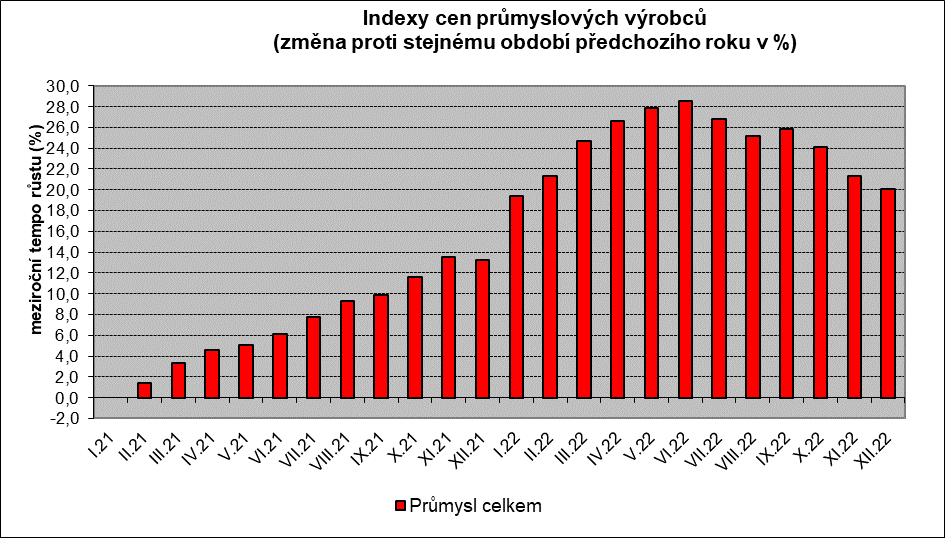 Indexy cen průmyslových výrobců
(změna proti stejnému období předchozího roku v %)
meziroční tempo růstu (%)
30,0
28,0
26,0
24,0
22,0
20,0
18,0
16,0
14,0
12,0
10,0
8,0
6,0
4,0
2,0
0,0
-2,0
I.21
II.21
III.21
IV.21
V.21
VI.21
VII.21
VIII.21
IX.21
X.21
XI.21
XII.21
I.22
II.22
III.22
IV.22
V.22
VI.22
VII.22
VIII.22
IX.22
X.22
XI.22
XII.22
Průmysl celkem